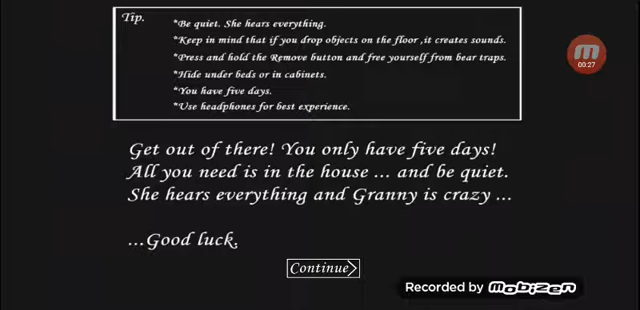 Tip.
*Be quiet. She hears everything.
*Keep in mind that if you drop objects on the floor ,it creates sounds.
*Press and hold the Remove button and free yourself from bear traps.
*Hide under beds or in cabinets.
*You have five days.
*Use headphones for best experience.
00:27
Get out of there! You only have five days!
All you need is in the house ... and be quiet.
She hears everything and Granny is crazy ...
...Good luck.
Continue>
Recorded by Mobizen